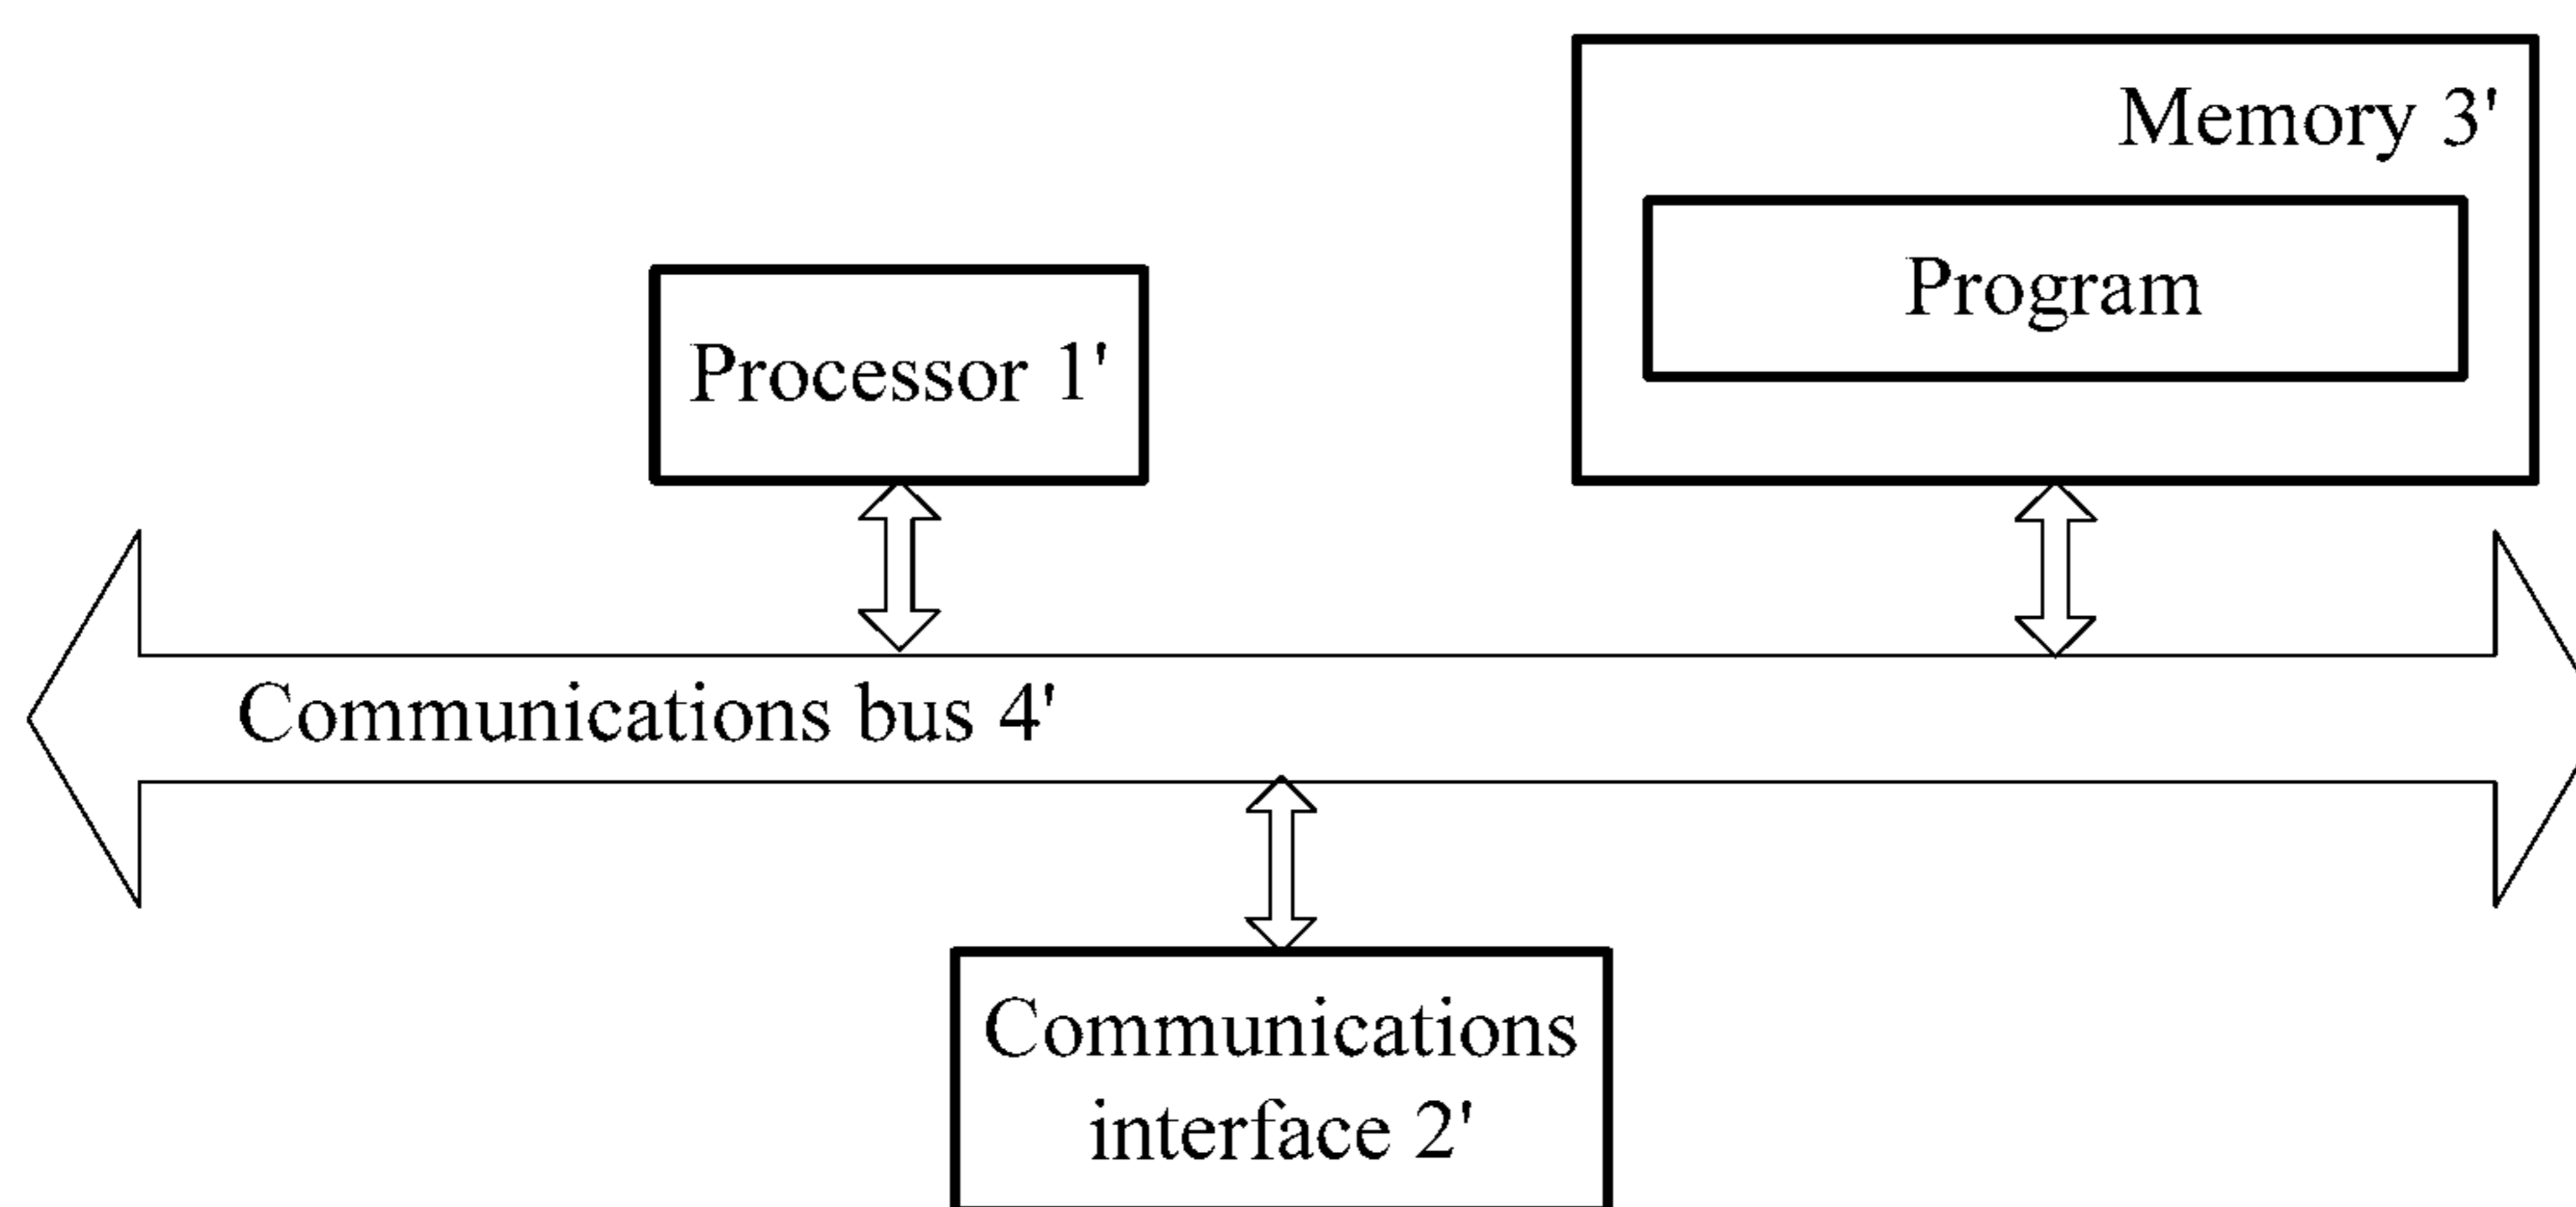 Memory 3'
Program
Processor 1'
Communications bus 4'
Communications
interface 2'